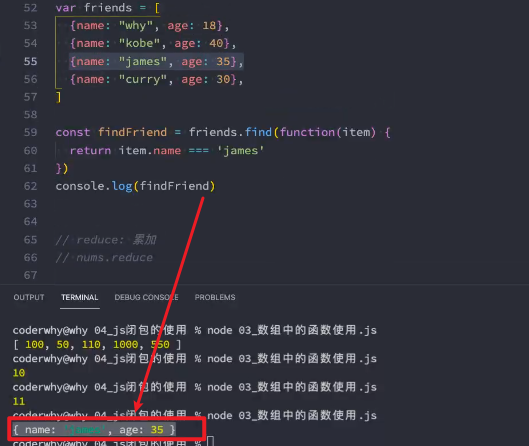 52 var friends = [
53 {name: "why", age: 18},
54 {name: "kobe", age: 40},
55 {name: "james", age: 35},
56 {name: "curry", age: 30},
57 ]
58
59 const findFriend = friends.find(function(item) {
60 return item.name === 'james'
61 })
62 console.log(findFriend)
63
64
65 // reduce: 累加
66 // nums.reduce
67
OUTPUT TERMINAL DEBUG CONSOLE PROBLEMS
coderwhy@why 04_js闭包的使用 % node 03_数组中的函数使用.js
[ 100, 50, 110, 1000, 550 ]
coderwhy@why 04_js闭包的使用 % node 03_数组中的函数使用.js
10
coderwhy@why 04_js闭包的使用 % node 03_数组中的函数使用.js
11
coderwhy@why 04_js闭包的使用 % node 03_数组中的函数使用.js
{ name: 'james', age: 35 }
coderwhy@why 04_js闭包的使用 %